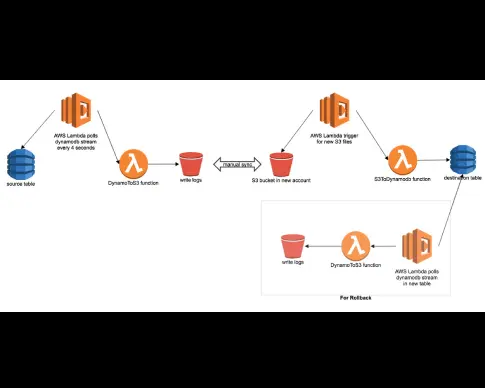 AWS Lambda polls
dynamodb stream
every 4 seconds
source table
DynamoToS3 function
write logs
manual sync
AWS Lambda trigger
for new S3 files
S3 bucket in new account
S3ToDynamodb function
destination table
write logs
DynamoToS3 function
AWS Lambda polls
dynamodb stream
in new table
For Rollback